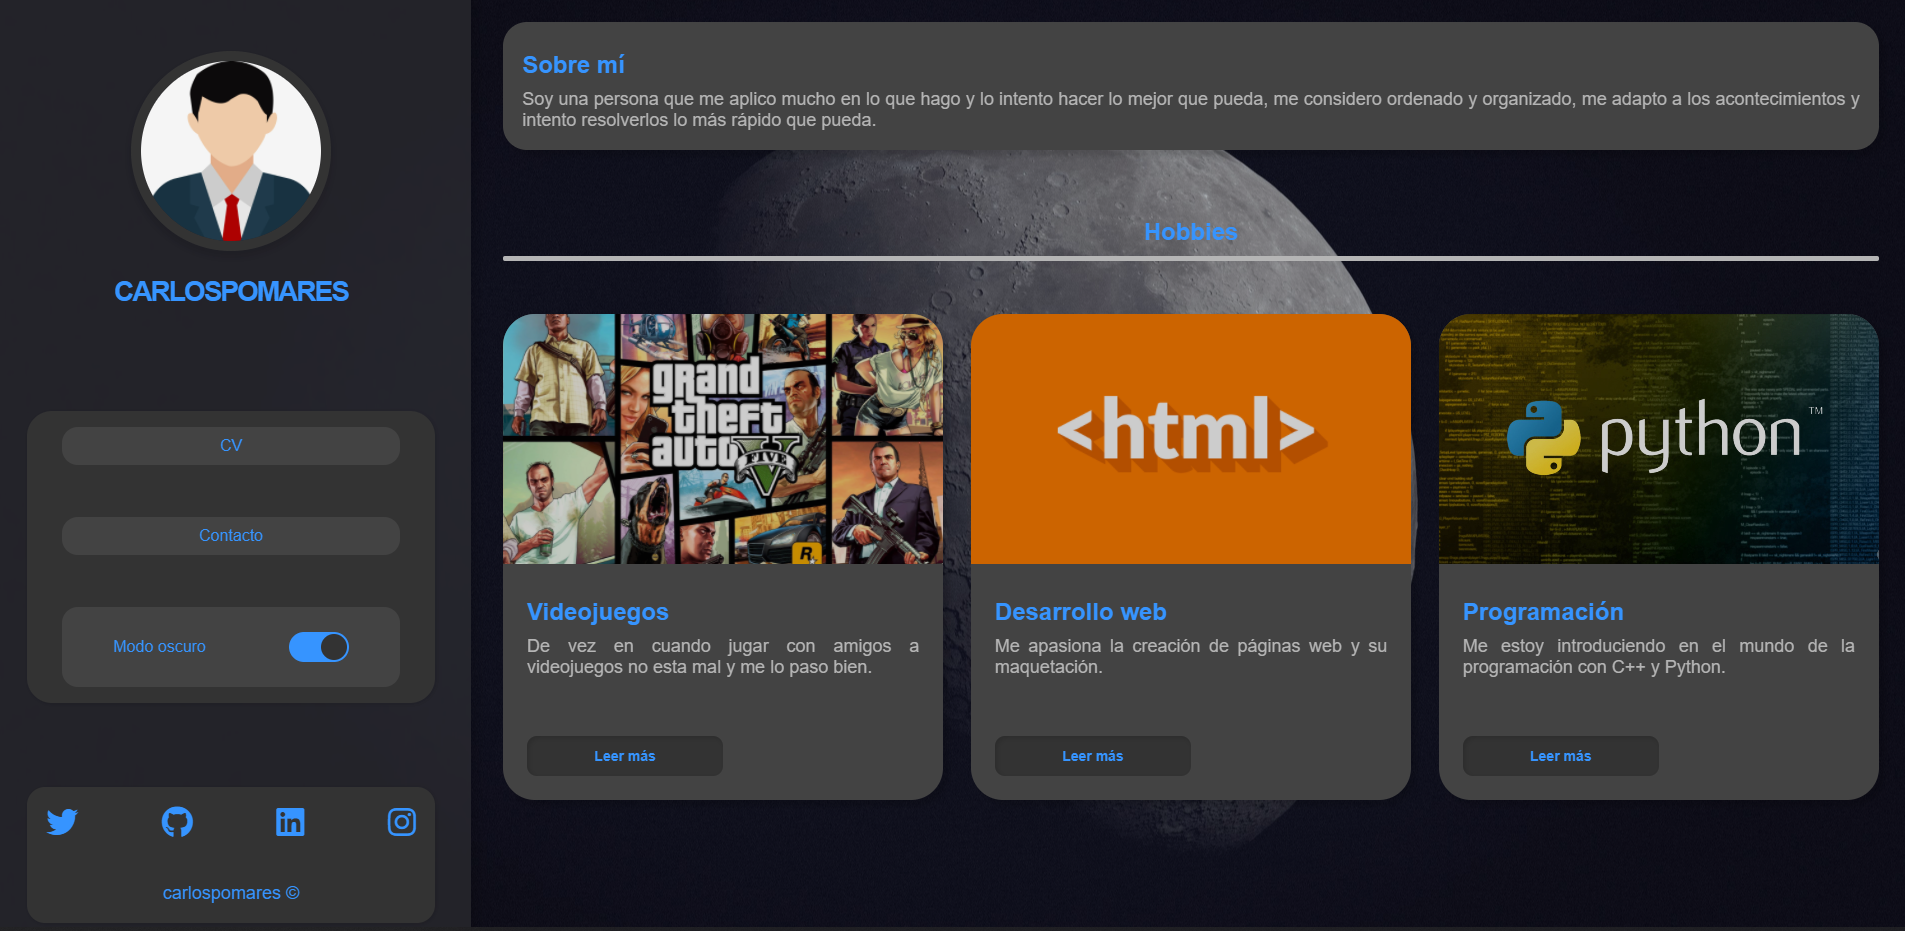 CARLOSPOMARES
CV
Contacto
Modo oscuro
carlospomares ©
Sobre mí
Soy una persona que me aplico mucho en lo que hago y lo intento hacer lo mejor que pueda, me considero ordenado y organizado, me adapto a los acontecimientos y
intento resolverlos lo más rápido que pueda.
Hobbies
grand
theft
auto
FIVE
R
Videojuegos
De vez en cuando jugar con amigos a
videojuegos no esta mal y me lo paso bien.
Leer más
<html>
Desarrollo web
Me apasiona la creación de páginas web y su
maquetación.
Leer más
python™
Programación
Me estoy introduciendo en el mundo de la
programación con C++ y Python.
Leer más